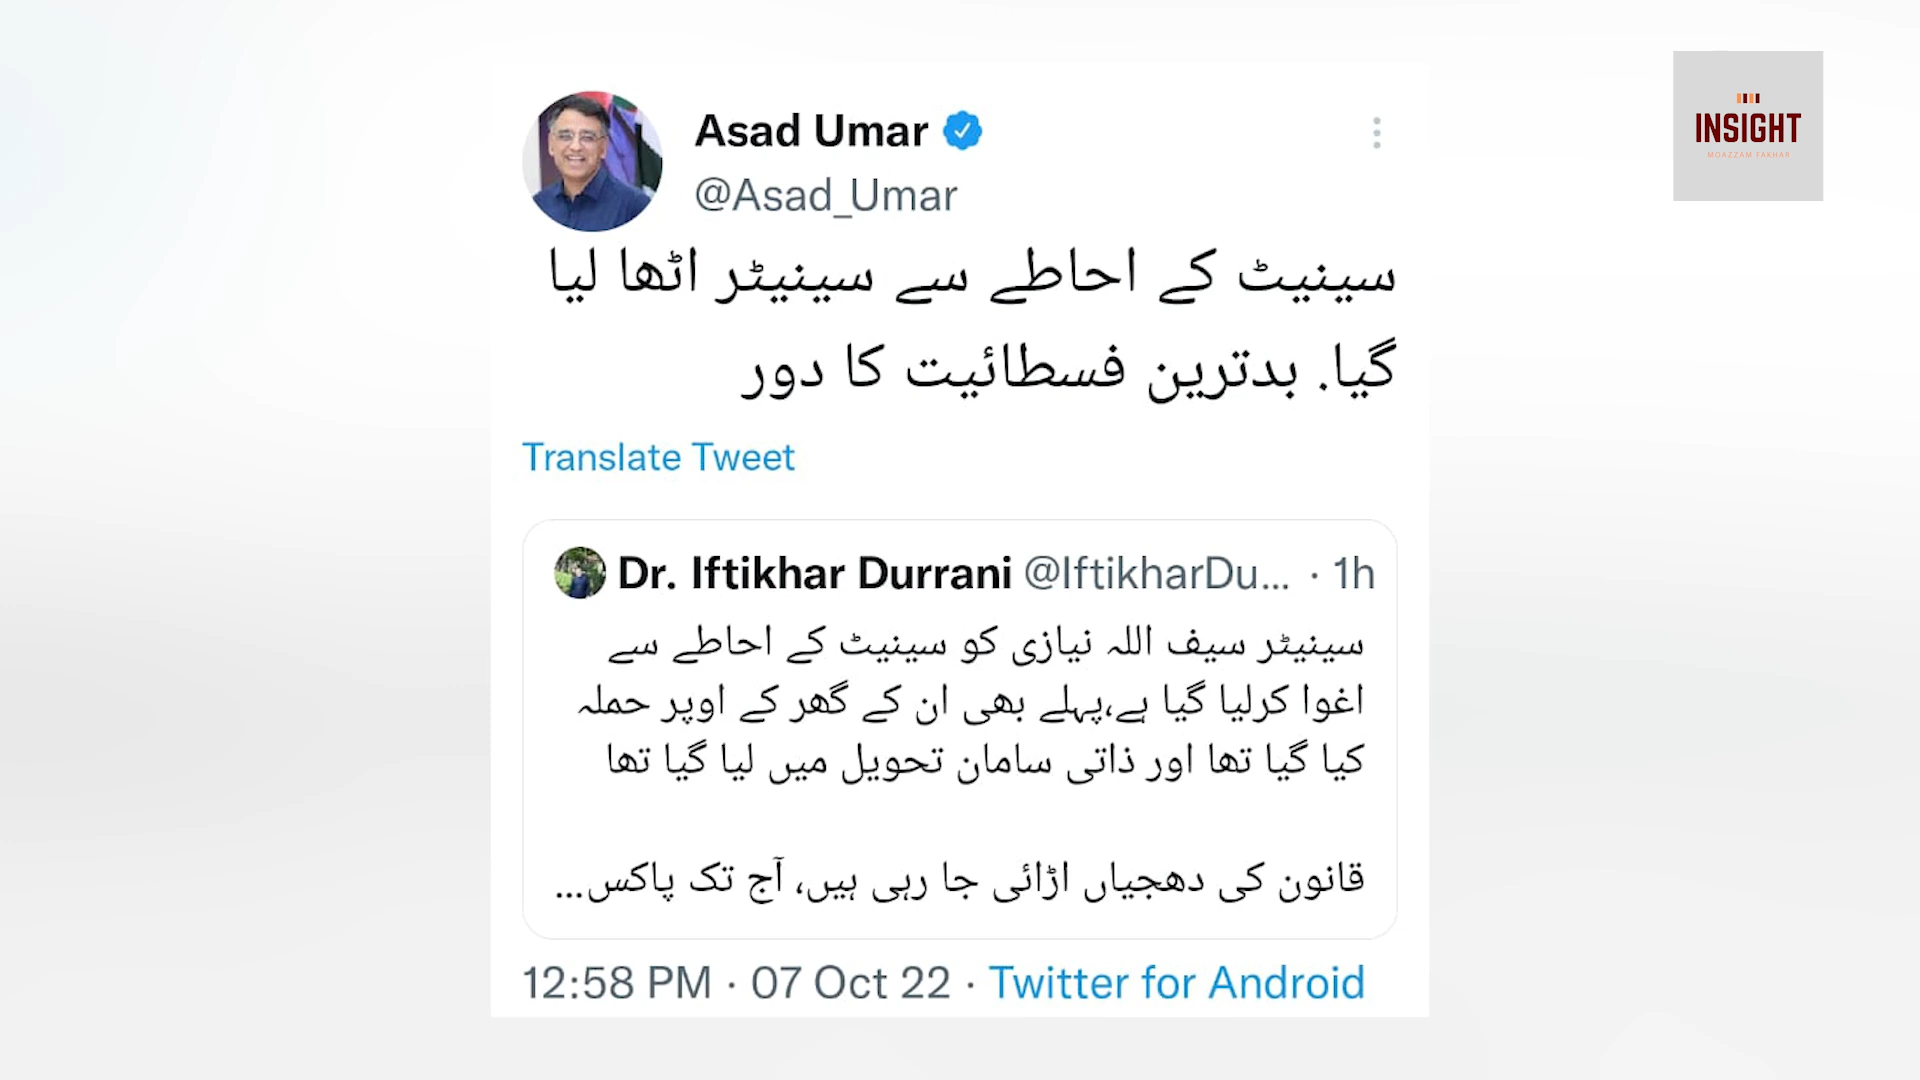 Asad Umar
@Asad_Umar
سینیٹ کے احاطے سے سینیٹر اٹھا لیا
گیا. بدترین فسطائیت کا دور
Translate Tweet
Dr. Iftikhar Durrani @IftikharDu... · 1h
سینیٹر سیف اللہ نیازی کو سینیٹ کے احاطے سے
اغوا کرلیا گیا ہے،پہلے بھی ان کے گھر کے اوپر حملہ
کیا گیا تھا اور ذاتی سامان تحویل میں لیا گیا تھا
قانون کی دھجیاں اڑائی جا رہی ہیں، آج تک پاکس...
12:58 PM · 07 Oct 22 · Twitter for Android
INSIGHT
MOAZZAM FAKHAR